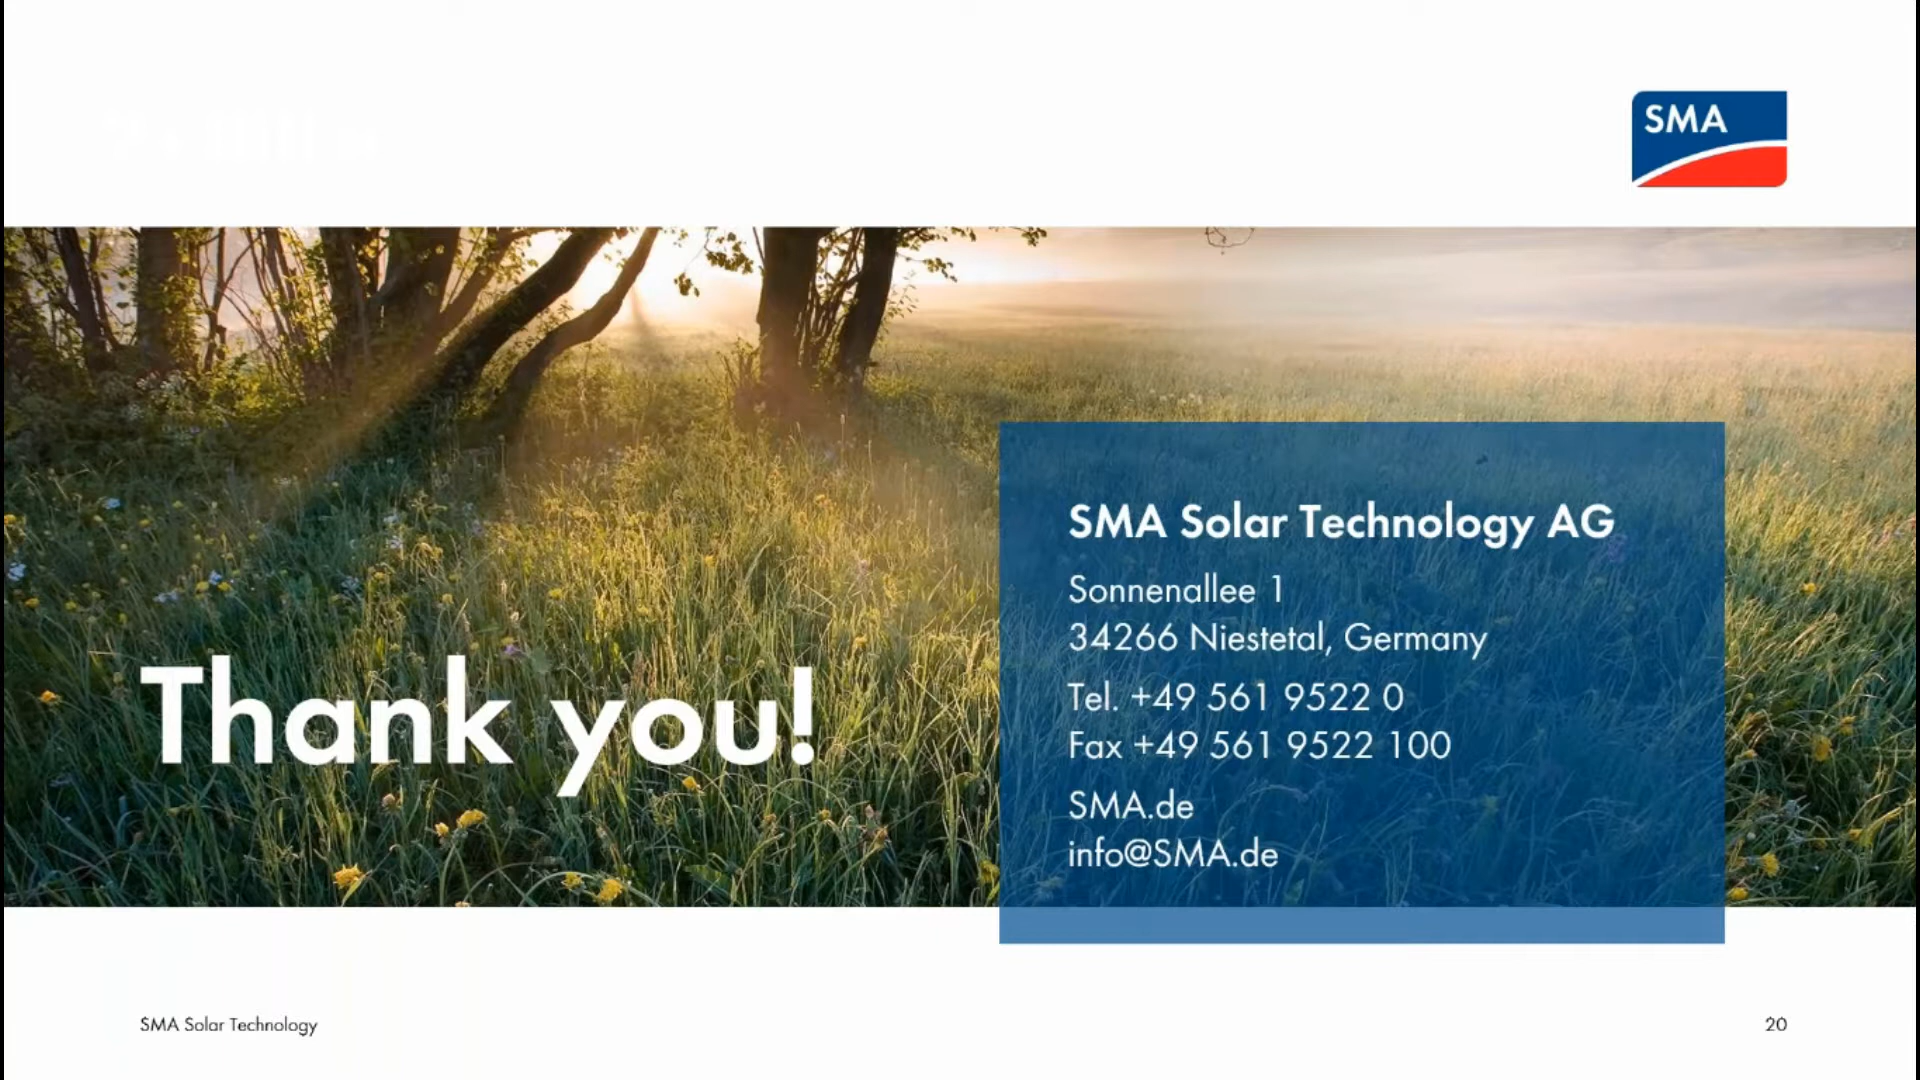 SMA
Thank you!
SMA Solar Technology AG
Sonnenallee 1
34266 Niestetal, Germany
Tel. +49 561 9522 0
Fax +49 561 9522 100
SMA.de
info@SMA.de
SMA Solar Technology
20